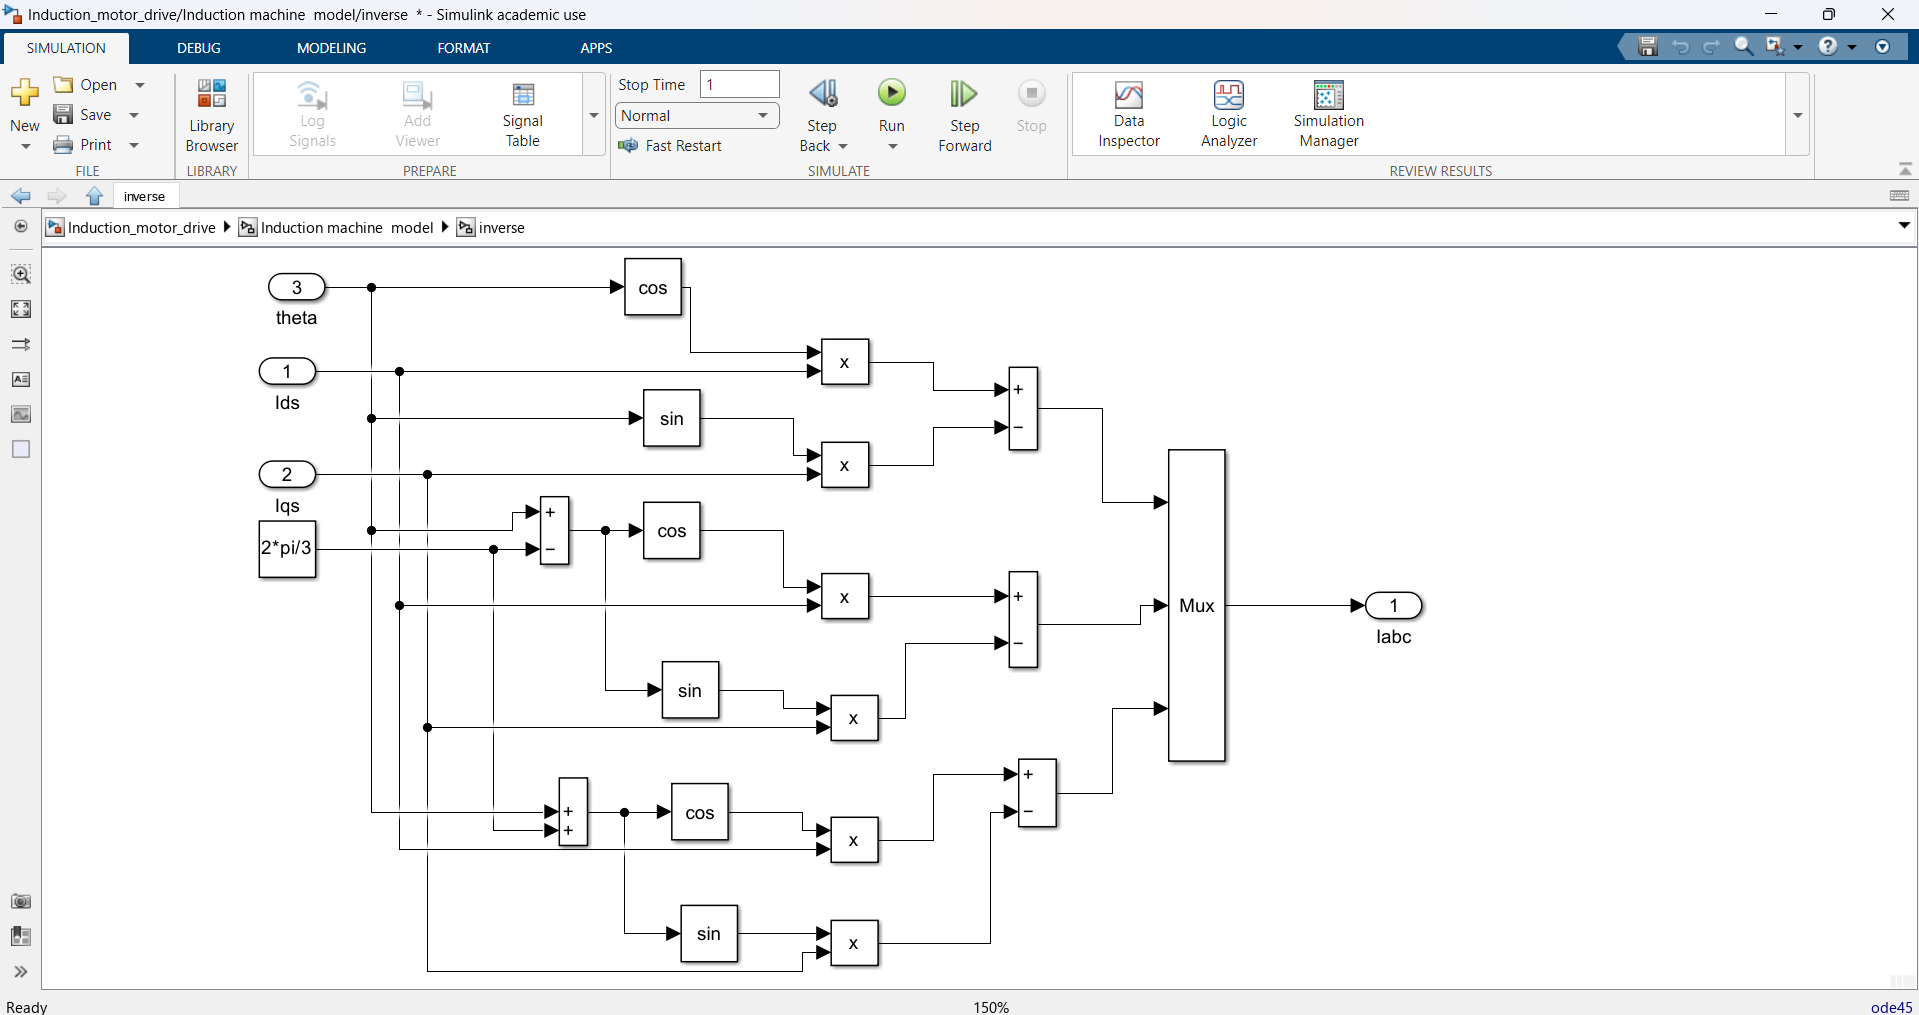 Induction_motor_drive/Induction machine  model/inverse  * - Simulink academic use
SIMULATION
DEBUG
MODELING
FORMAT
APPS
New
Open
Save
Print
FILE
Library
Browser
LIBRARY
Log
Signals
Add
Viewer
Signal
Table
PREPARE
Stop Time
1
Normal
Fast Restart
Step
Back
Run
Step
Forward
Stop
SIMULATE
Data
Inspector
Logic
Analyzer
Simulation
Manager
REVIEW RESULTS
inverse
Induction_motor_drive
Induction machine  model
inverse
3
theta
cos
1
Ids
x
+
−
sin
2
Iqs
x
2*pi/3
+
−
cos
x
+
−
Mux
1
Iabc
sin
x
+
+
cos
x
+
−
sin
x
Ready
150%
ode45